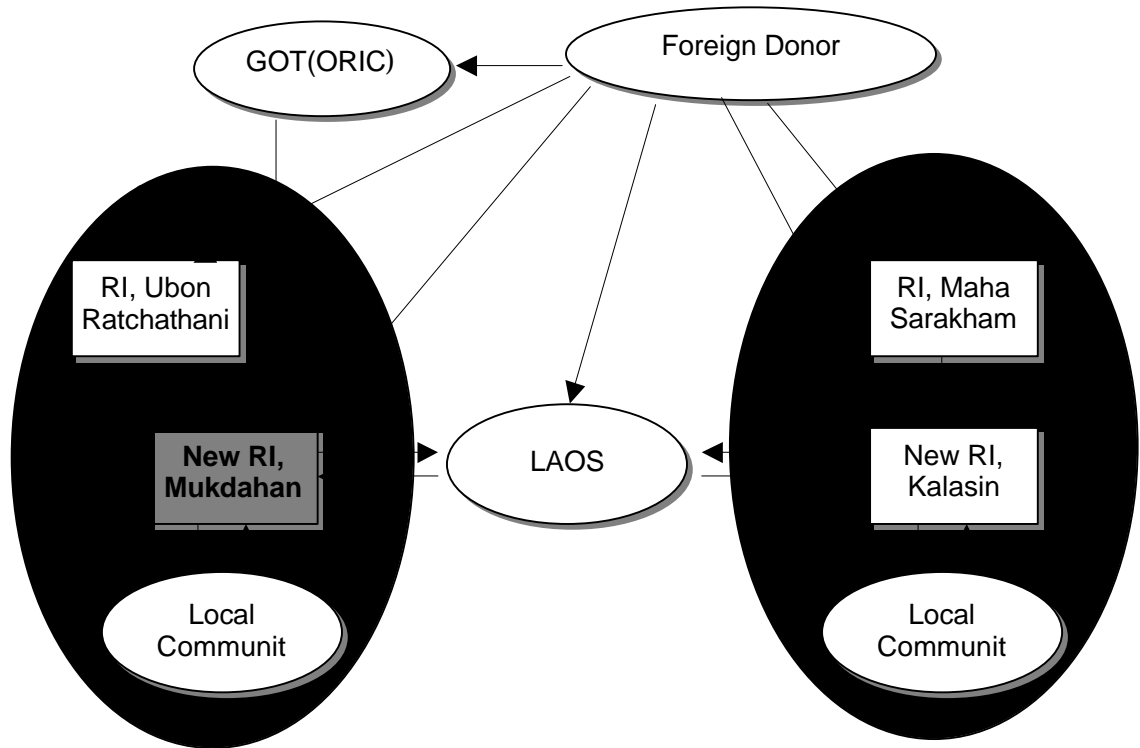 GOT(ORIC)
Foreign Donor
RI, Ubon
Ratchathani
RI, Maha
Sarakham
New RI,
Mukdahan
LAOS
New RI,
Kalasin
Local
Communit
Local
Communit